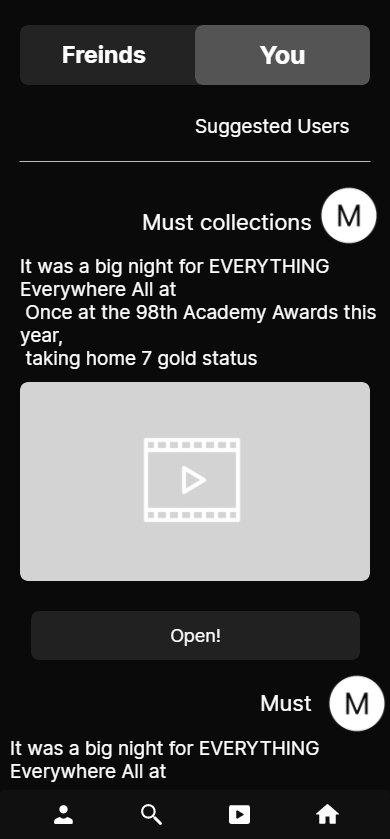 Freinds
You
Suggested Users
Must collections
M
It was a big night for EVERYTHING
Everywhere All at
Once at the 98th Academy Awards this
year,
taking home 7 gold status
Open!
Must
M
It was a big night for EVERYTHING
Everywhere All at